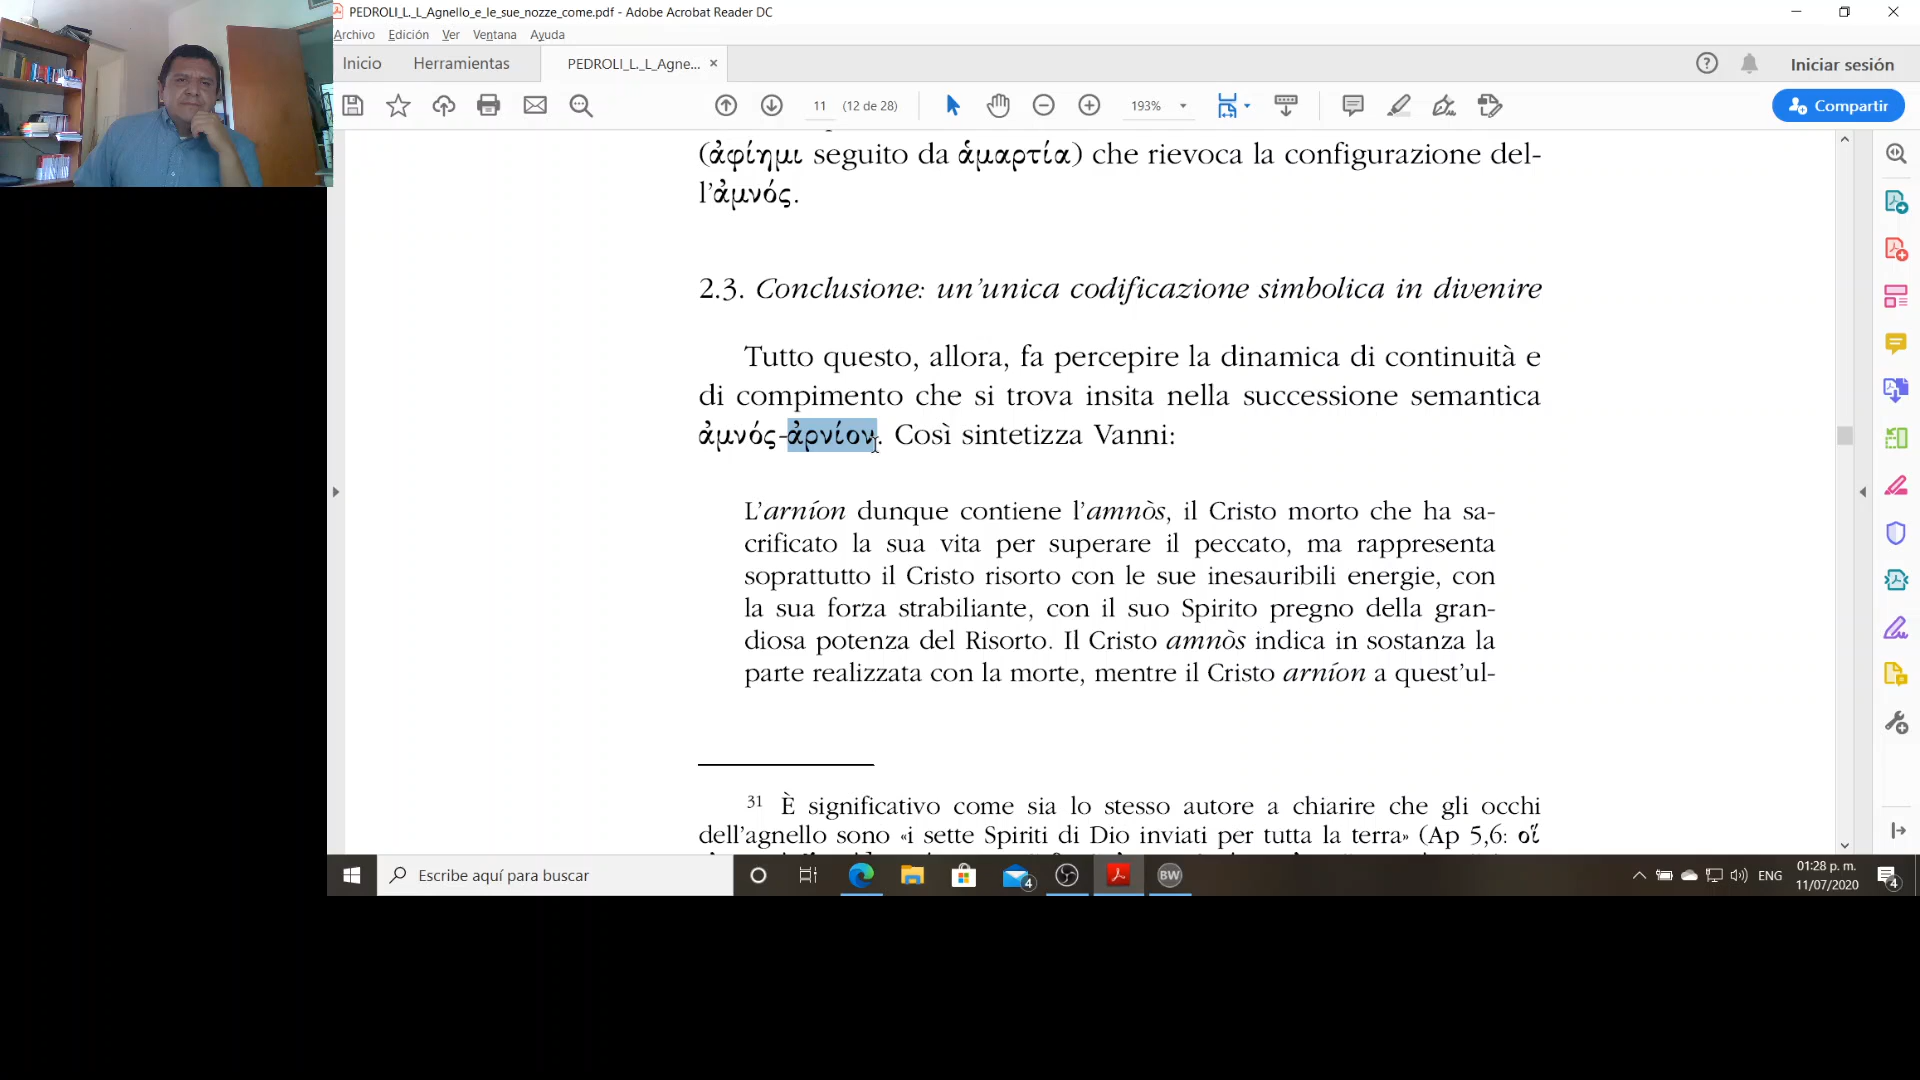 PEDROLI_L._L_Agnello_e_le_sue_nozze_come.pdf - Adobe Acrobat Reader DC
Archivo Edición Ver Ventana Ayuda
Inicio Herramientas PEDROLI_L._L_Agne... × Iniciar sesión
11 (12 de 28) 193% Compartir
(ἀφίημι seguito da ἁμαρτία) che rievoca la configurazione del-
l'ἀμνός.
2.3. Conclusione: un'unica codificazione simbolica in divenire
Tutto questo, allora, fa percepire la dinamica di continuità e
di compimento che si trova insita nella successione semantica
ἀμνός-ἀρνίον. Così sintetizza Vanni:
L'arníon dunque contiene l'amnòs, il Cristo morto che ha sa-
crificato la sua vita per superare il peccato, ma rappresenta
soprattutto il Cristo risorto con le sue inesauribili energie, con
la sua forza strabiliante, con il suo Spirito pregno della gran-
diosa potenza del Risorto. Il Cristo amnòs indica in sostanza la
parte realizzata con la morte, mentre il Cristo arníon a quest'ul-
31 È significativo come sia lo stesso autore a chiarire che gli occhi
dell'agnello sono «i sette Spiriti di Dio inviati per tutta la terra» (Ap 5,6: οἵ
Escribe aquí para buscar
4
BW
ENG
01:28 p. m.
11/07/2020
4